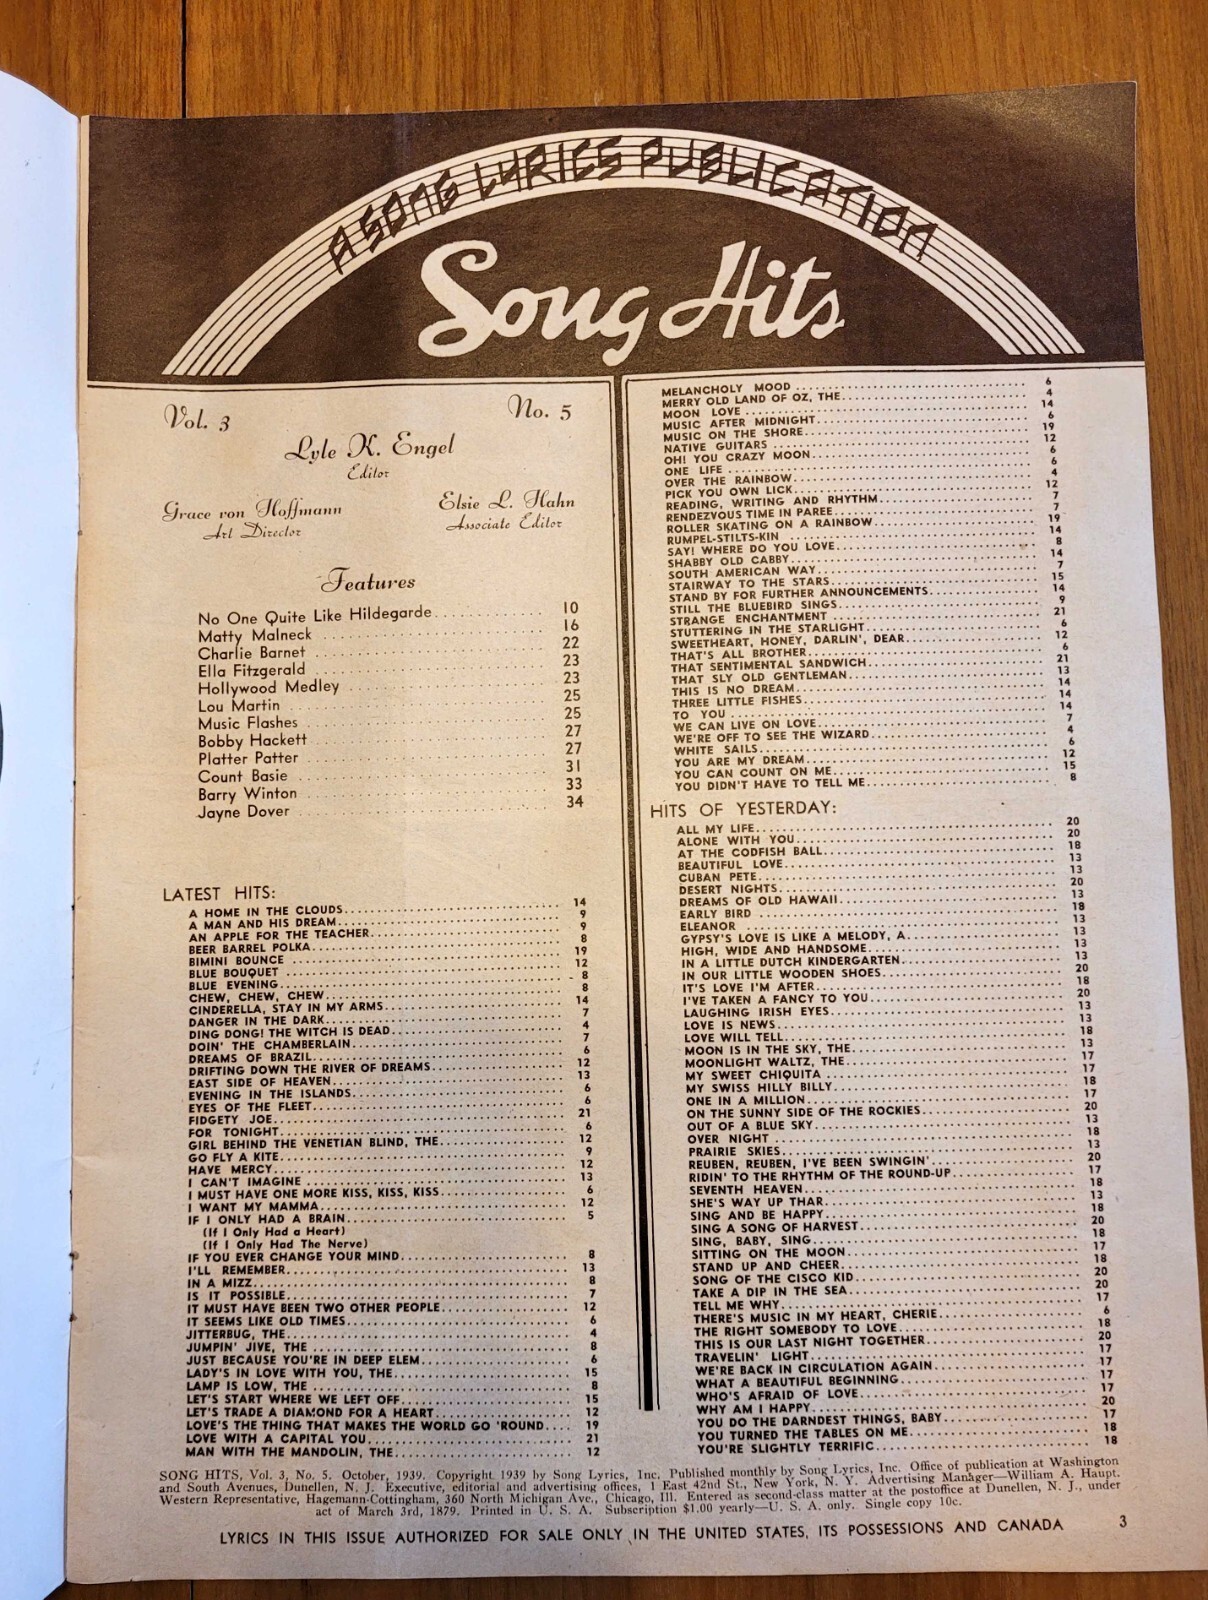 A SONG LYRICS PUBLICATION
Song Hits
Vol. 3 No. 5
Lyle K. Engel
Editor
Grace von Hoffmann
Art Director
Elsie L. Hahn
Associate Editor
Features
No One Quite Like Hildegarde 10
Matty Malneck 16
Charlie Barnet 22
Ella Fitzgerald 23
Hollywood Medley 23
Lou Martin 25
Music Flashes 25
Bobby Hackett 27
Platter Patter 27
Count Basie 31
Barry Winton 33
Jayne Dover 34
LATEST HITS:
A HOME IN THE CLOUDS 14
A MAN AND HIS DREAM 9
AN APPLE FOR THE TEACHER 9
BEER BARREL POLKA 8
BIMINI BOUNCE 19
BLUE BOUQUET 12
BLUE EVENING 8
CHEW, CHEW, CHEW 8
CINDERELLA, STAY IN MY ARMS 14
DANGER IN THE DARK 7
DING DONG! THE WITCH IS DEAD 4
DOIN' THE CHAMBERLAIN 7
DREAMS OF BRAZIL 6
DRIFTING DOWN THE RIVER OF DREAMS 12
EAST SIDE OF HEAVEN 13
EVENING IN THE ISLANDS 6
EYES OF THE FLEET 6
FIDGETY JOE 21
FOR TONIGHT 6
GIRL BEHIND THE VENETIAN BLIND, THE 12
GO FLY A KITE 9
HAVE MERCY 12
I CAN'T IMAGINE 13
I MUST HAVE ONE MORE KISS, KISS, KISS 6
I WANT MY MAMMA 12
IF I ONLY HAD A BRAIN 5
(If I Only Had a Heart)
(If I Only Had The Nerve)
IF YOU EVER CHANGE YOUR MIND 8
I'LL REMEMBER 13
IN A MIZZ 8
IS IT POSSIBLE 7
IT MUST HAVE BEEN TWO OTHER PEOPLE 12
IT SEEMS LIKE OLD TIMES 6
JITTERBUG, THE 4
JUMPIN' JIVE, THE 8
JUST BECAUSE YOU'RE IN DEEP ELEM 6
LADY'S IN LOVE WITH YOU, THE 15
LAMP IS LOW, THE 8
LET'S START WHERE WE LEFT OFF 15
LET'S TRADE A DIAMOND FOR A HEART 12
LOVE'S THE THING THAT MAKES THE WORLD GO 'ROUND 19
LOVE WITH A CAPITAL YOU 21
MAN WITH THE MANDOLIN, THE 12
MELANCHOLY MOOD 6
MERRY OLD LAND OF OZ, THE 4
MOON LOVE 14
MUSIC AFTER MIDNIGHT 6
MUSIC ON THE SHORE 19
NATIVE GUITARS 12
OH! YOU CRAZY MOON 6
ONE LIFE 6
OVER THE RAINBOW 4
PICK YOU OWN LICK 12
READING, WRITING AND RHYTHM 7
RENDEZVOUS TIME IN PAREE 7
ROLLER SKATING ON A RAINBOW 19
RUMPEL-STILTS-KIN 14
SAY! WHERE DO YOU LOVE 8
SHABBY OLD CABBY 14
SOUTH AMERICAN WAY 7
STAIRWAY TO THE STARS 15
STAND BY FOR FURTHER ANNOUNCEMENTS 14
STILL THE BLUEBIRD SINGS 9
STRANGE ENCHANTMENT 21
STUTTERING IN THE STARLIGHT 6
SWEETHEART, HONEY, DARLIN', DEAR 12
THAT'S ALL BROTHER 6
THAT SENTIMENTAL SANDWICH 21
THAT SLY OLD GENTLEMAN 13
THIS IS NO DREAM 14
THREE LITTLE FISHES 14
TO YOU 14
WE CAN LIVE ON LOVE 7
WE'RE OFF TO SEE THE WIZARD 4
WHITE SAILS 6
YOU ARE MY DREAM 12
YOU CAN COUNT ON ME 15
YOU DIDN'T HAVE TO TELL ME 8
HITS OF YESTERDAY:
ALL MY LIFE 20
ALONE WITH YOU 20
AT THE CODFISH BALL 18
BEAUTIFUL LOVE 13
CUBAN PETE 13
DESERT NIGHTS 20
DREAMS OF OLD HAWAII 13
EARLY BIRD 18
ELEANOR 13
GYPSY'S LOVE IS LIKE A MELODY, A 13
HIGH, WIDE AND HANDSOME 13
IN A LITTLE DUTCH KINDERGARTEN 13
IN OUR LITTLE WOODEN SHOES 20
IT'S LOVE I'M AFTER 18
I'VE TAKEN A FANCY TO YOU 20
LAUGHING IRISH EYES 13
LOVE IS NEWS 13
LOVE WILL TELL 18
MOON IS IN THE SKY, THE 13
MOONLIGHT WALTZ, THE 17
MY SWEET CHIQUITA 17
MY SWISS HILLY BILLY 18
ONE IN A MILLION 17
ON THE SUNNY SIDE OF THE ROCKIES 20
OUT OF A BLUE SKY 13
OVER NIGHT 18
PRAIRIE SKIES 13
REUBEN, REUBEN, I'VE BEEN SWINGIN' 20
RIDIN' TO THE RHYTHM OF THE ROUND-UP 17
SEVENTH HEAVEN 18
SHE'S WAY UP THAR 13
SING AND BE HAPPY 18
SING A SONG OF HARVEST 20
SING, BABY, SING 18
SITTING ON THE MOON 17
STAND UP AND CHEER 18
SONG OF THE CISCO KID 20
TAKE A DIP IN THE SEA 20
TELL ME WHY 17
THERE'S MUSIC IN MY HEART, CHERIE 6
THE RIGHT SOMEBODY TO LOVE 18
THIS IS OUR LAST NIGHT TOGETHER 20
TRAVELIN' LIGHT 17
WE'RE BACK IN CIRCULATION AGAIN 17
WHAT A BEAUTIFUL BEGINNING 17
WHO'S AFRAID OF LOVE 17
WHY AM I HAPPY 20
YOU DO THE DARNDEST THINGS, BABY 17
YOU TURNED THE TABLES ON ME 18
YOU'RE SLIGHTLY TERRIFIC 18
SONG HITS, Vol. 3, No. 5. October, 1939. Copyright 1939 by Song Lyrics, Inc. Published monthly by Song Lyrics, Inc. Office of publication at Washington
and South Avenues, Dunellen, N. J. Executive, editorial and advertising offices, 1 East 42nd St., New York, N. Y. Advertising Manager—William A. Haupt.
Western Representative, Hagemann-Cottingham, 360 North Michigan Ave., Chicago, Ill. Entered as second-class matter at the postoffice at Dunellen, N. J., under
act of March 3rd, 1879. Printed in U. S. A. Subscription $1.00 yearly—U. S. A. only. Single copy 10c.
LYRICS IN THIS ISSUE AUTHORIZED FOR SALE ONLY IN THE UNITED STATES, ITS POSSESSIONS AND CANADA
3